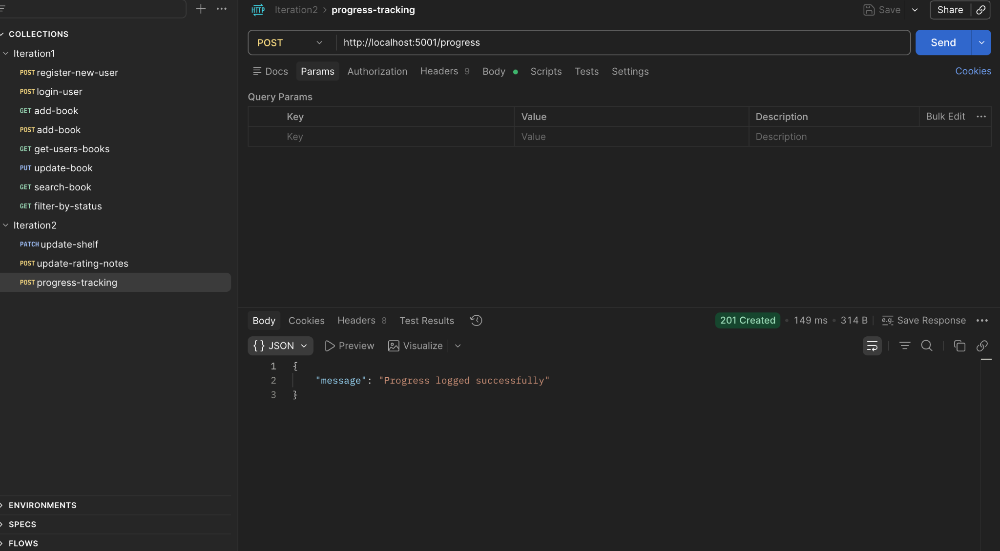 HTTP Iteration2 > progress-tracking Save Share
COLLECTIONS
Iteration1
POST register-new-user
POST login-user
GET add-book
POST add-book
GET get-users-books
PUT update-book
GET search-book
GET filter-by-status
Iteration2
PATCH update-shelf
POST update-rating-notes
POST progress-tracking
ENVIRONMENTS
SPECS
FLOWS
POST http://localhost:5001/progress Send
Docs Params Authorization Headers 9 Body Scripts Tests Settings Cookies
Query Params
Key Value Description Bulk Edit
Key Value Description
Body Cookies Headers 8 Test Results 201 Created • 149 ms • 314 B e.g. Save Response
{ } JSON Preview Visualize
1 {
2 "message": "Progress logged successfully"
3 }